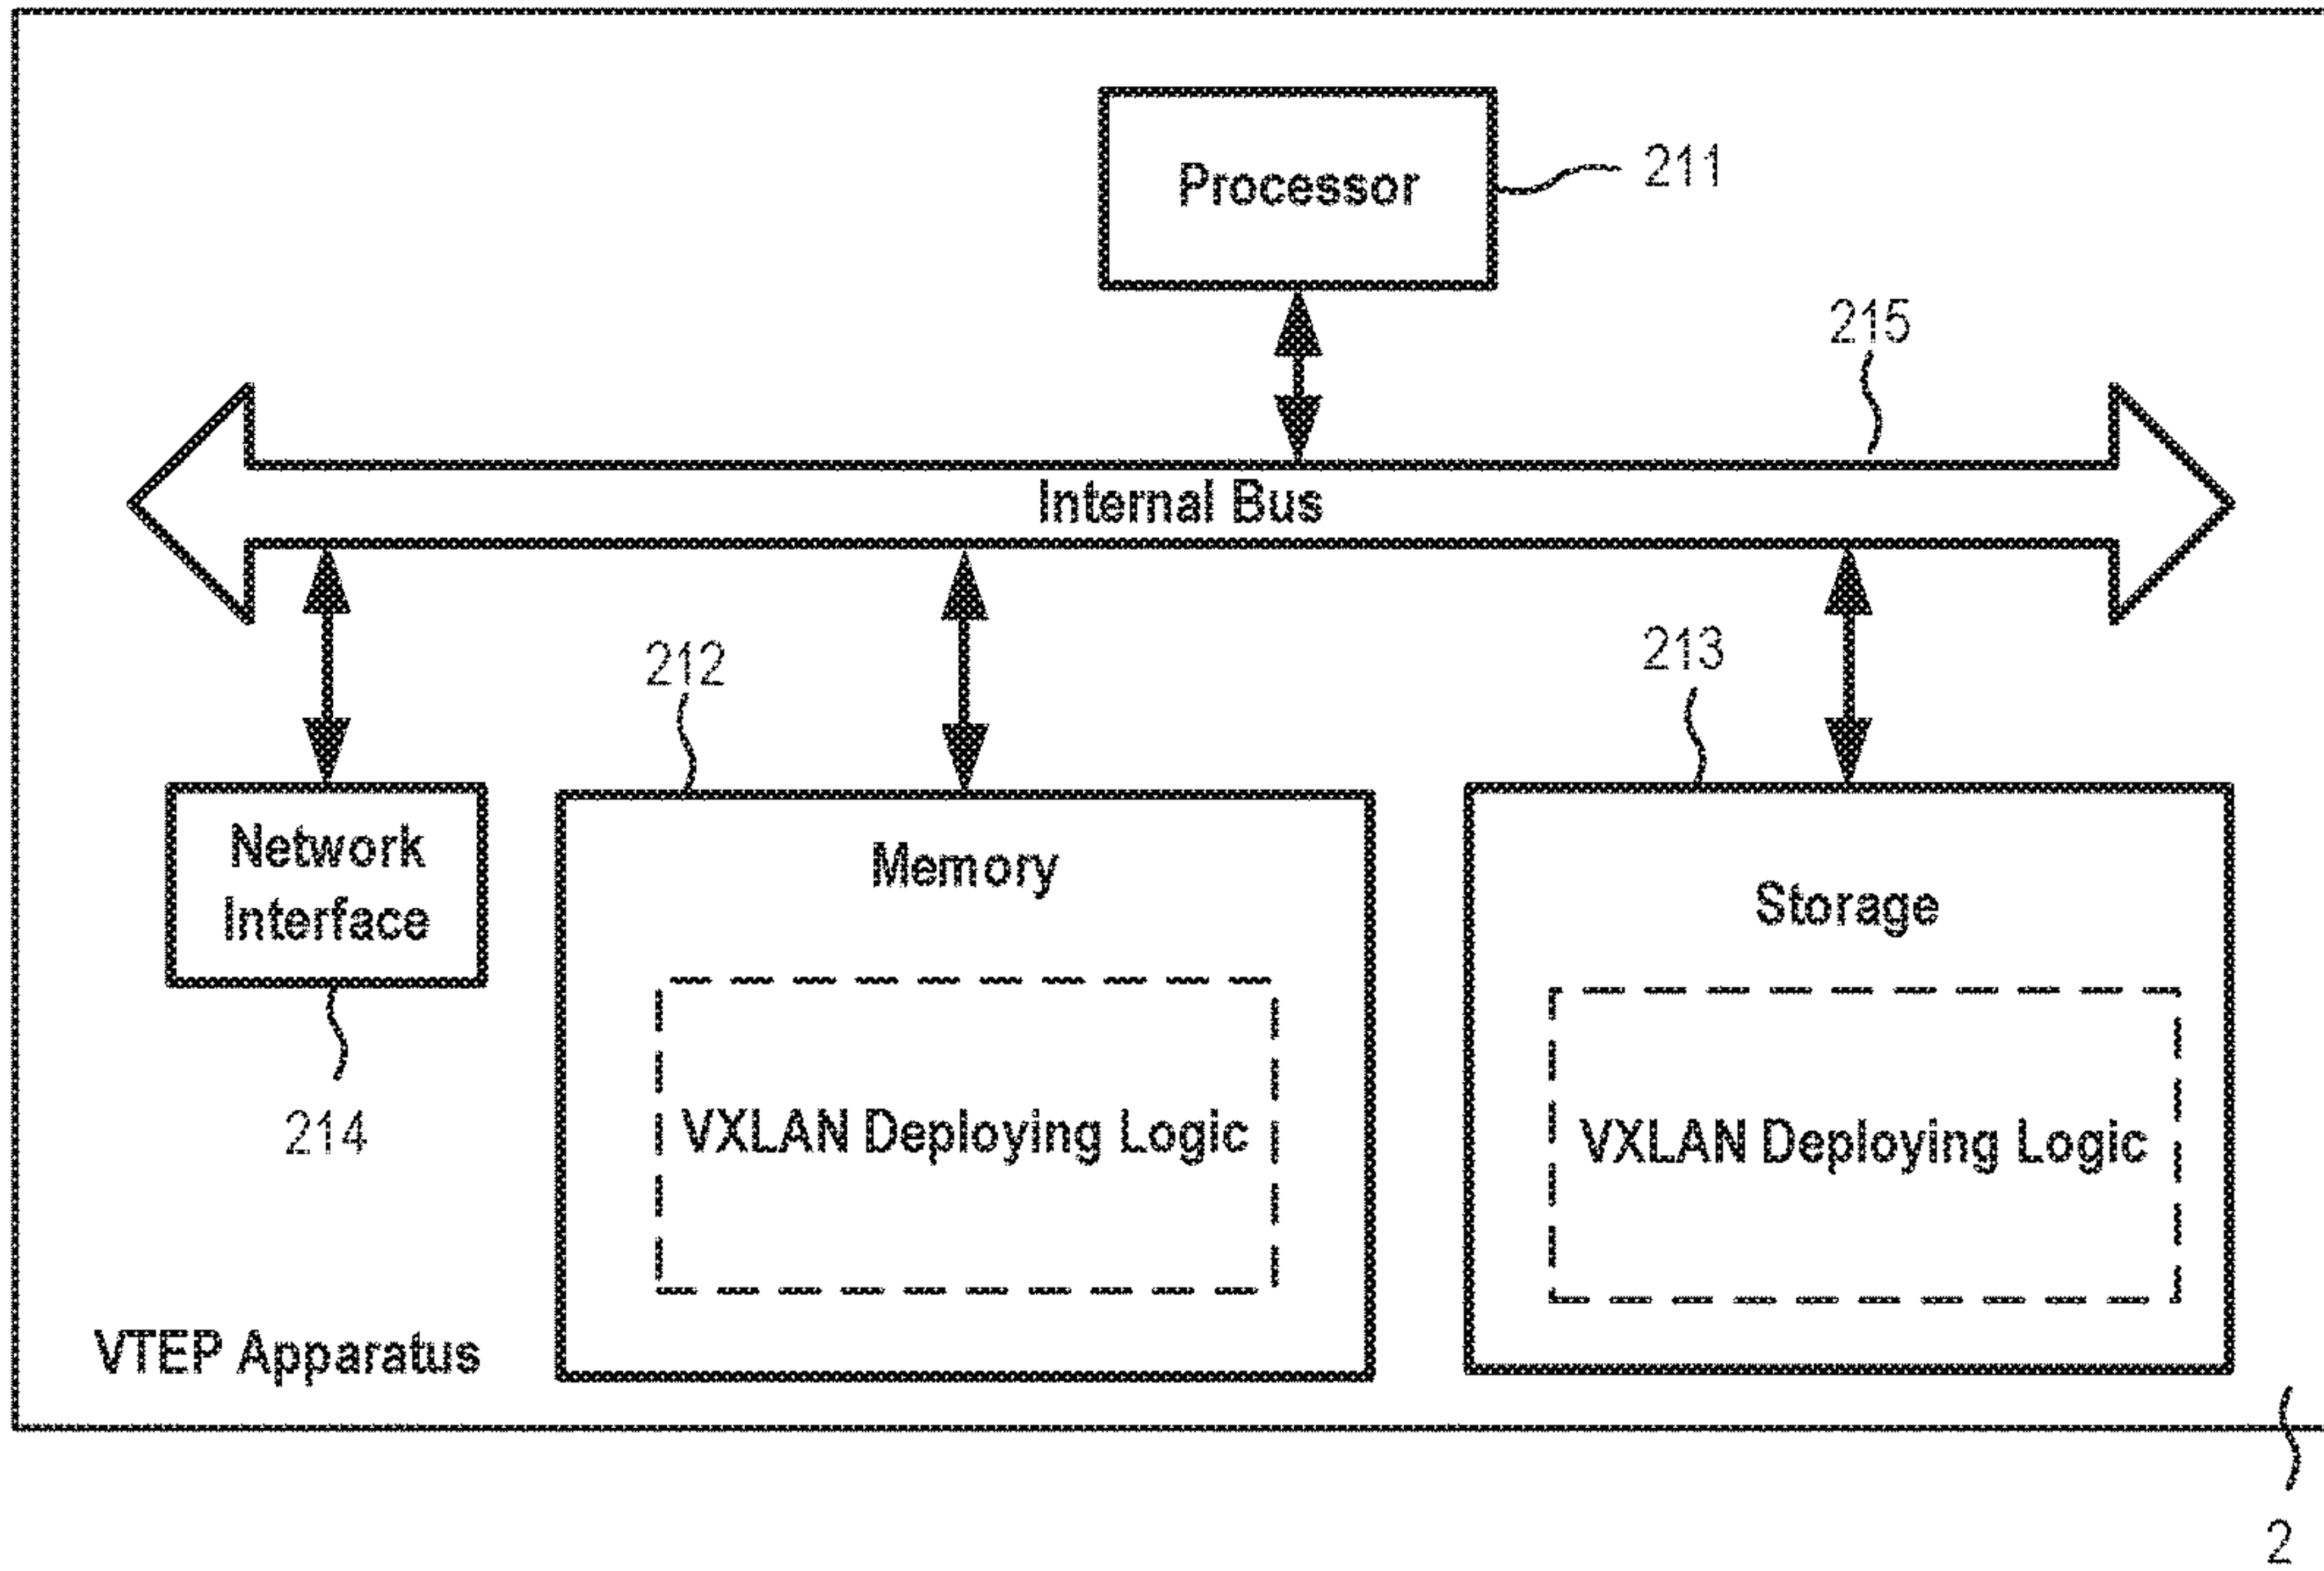 Processor
211
215
Internal Bus
212
213
Network
Interface
Memory
Storage
214
VXLAN Deploying Logic
VXLAN Deploying Logic
VTEP Apparatus
2